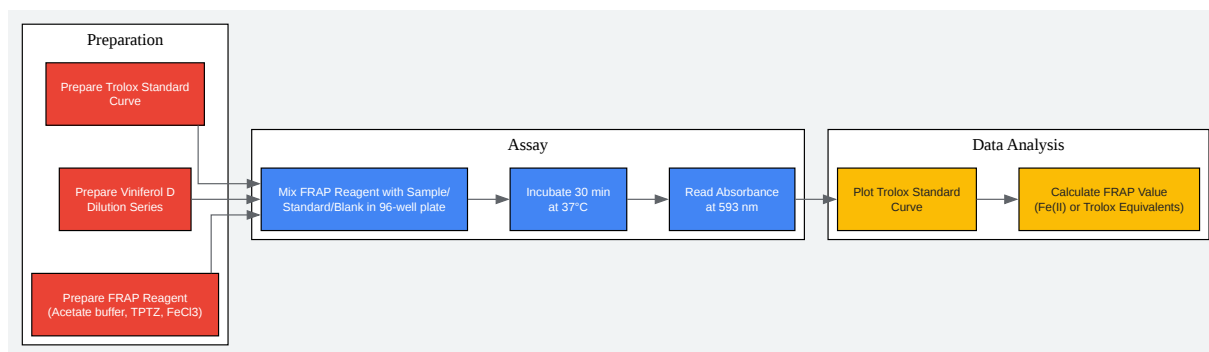 Preparation
Prepare Trolox Standard
Curve
Prepare Viniferol D
Dilution Series
Prepare FRAP Reagent
(Acetate buffer, TPTZ, FeCl3)
Assay
Mix FRAP Reagent with Sample/
Standard/Blank in 96-well plate
Incubate 30 min
at 37°C
Read Absorbance
at 593 nm
Data Analysis
Plot Trolox Standard
Curve
Calculate FRAP Value
(Fe(II) or Trolox Equivalents)